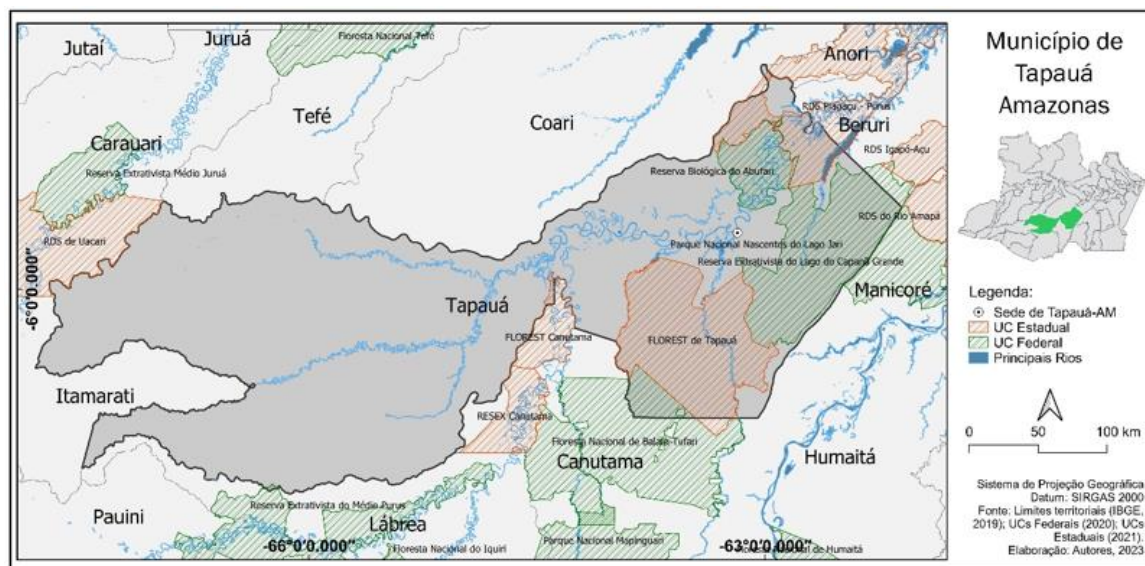 Jutaí
Juruá
Floresta Nacional Tefé
Anori
Tefé
Coari
RDS Piagaçu - Purus
Beruri
Carauari
RDS Igapó-Açu
Reserva Extrativista Médio Juruá
Reserva Biológica do Abufari
RDS de Uacari
RDS do Rio Amapá
Parque Nacional Nascentes do Lago Jari
Reserva Extrativista do Lago do Capanã Grande
-6°0'0.000"
Manicoré
Tapauá
FLOREST Canutama
FLOREST de Tapauá
Itamarati
RESEX Canutama
Floresta Nacional de Balata-Tufari
Canutama
Humaitá
Pauini
Reserva Extrativista do Médio Purus
Lábrea
-66°0'0.000"
Floresta Nacional do Iquiri
Parque Nacional Mapinguari
-63°0'0.000"
Nacional de Humaitá
Município de
Tapauá
Amazonas
Legenda:
Sede de Tapauá-AM
UC Estadual
UC Federal
Principais Rios
0 50 100 km
Sistema de Projeção Geográfica
Datum: SIRGAS 2000
Fonte: Limites territoriais (IBGE,
2019); UCs Federais (2020); UCs
Estaduais (2021).
Elaboração: Autores, 2023